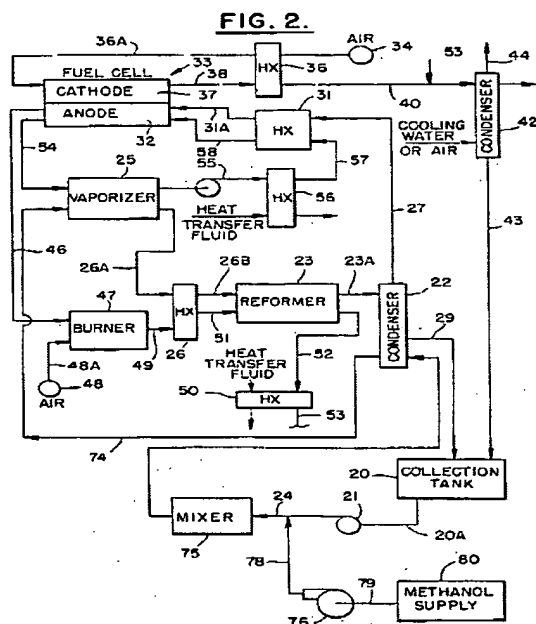 FIG. 2.
36A
AIR
53
44
FUEL CELL
33
38
HX
36
34
CATHODE
37
ANODE
32
31A
31
HX
58
40
CONDENSER
42
COOLING
WATER
OR AIR
54
25
VAPORIZER
55
57
HX
56
HEAT
TRANSFER
FLUID
27
43
46
26A
26B
23
23A
47
BURNER
49
HX
26
51
REFORMER
22
CONDENSER
29
48A
48
AIR
HEAT
TRANSFER
FLUID
52
50
HX
53
74
20
COLLECTION
TANK
MIXER
75
24
21
20A
78
80
79
METHANOL
SUPPLY
76